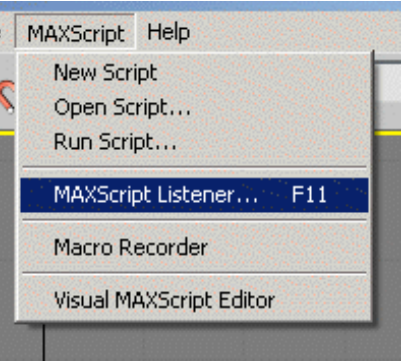 MAXScript Help
New Script
Open Script...
Run Script...
MAXScript Listener... F11
Macro Recorder
Visual MAXScript Editor